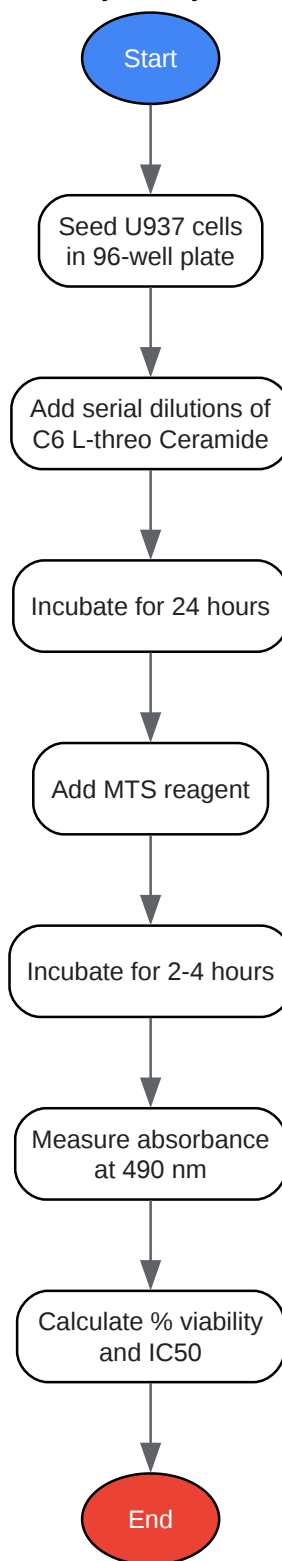 Start
Seed U937 cells
in 96-well plate
Add serial dilutions of
C6 L-threo Ceramide
Incubate for 24 hours
Add MTS reagent
Incubate for 2-4 hours
Measure absorbance
at 490 nm
Calculate % viability
and IC50
End